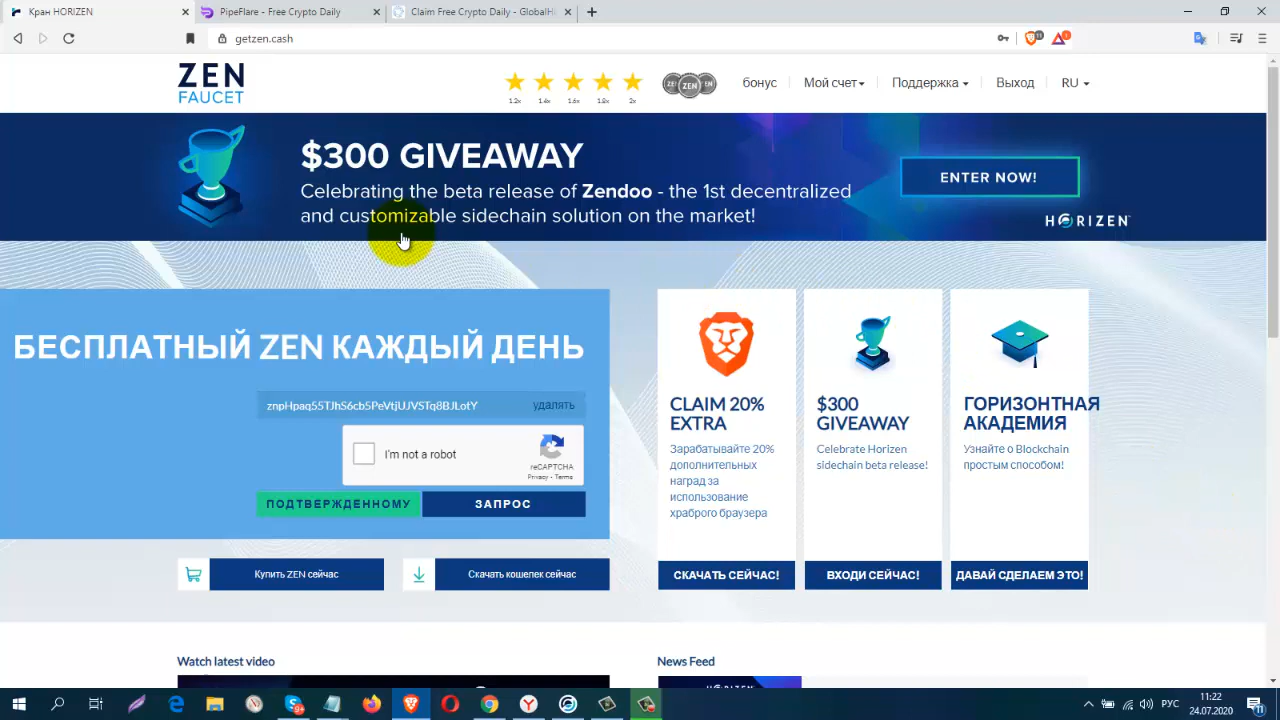 Кран HORIZEN
PipeFlare - Free Crypto Daily
Claim Free Crypto Daily - GlobalH
getzen.cash
ZEN
FAUCET
1.2x 1.4x 1.6x 1.8x 2x
ZEN
бонус
Мой счет
Поддержка
Выход
RU
$300 GIVEAWAY
Celebrating the beta release of Zendoo - the 1st decentralized
and customizable sidechain solution on the market!
ENTER NOW!
HORIZEN
БЕСПЛАТНЫЙ ZEN КАЖДЫЙ ДЕНЬ
znpHpaq55TJhS6cb5PeVtjUJVSTq8BJLotY
удалять
I'm not a robot
reCAPTCHA
Privacy - Terms
ПОДТВЕРЖДЕННОМУ
ЗАПРОС
Купить ZEN сейчас
Скачать кошелек сейчас
CLAIM 20%
EXTRA
Зарабатывайте 20%
дополнительных
наград за
использование
храброго браузера
СКАЧАТЬ СЕЙЧАС!
$300
GIVEAWAY
Celebrate Horizen
sidechain beta release!
ВХОДИ СЕЙЧАС!
ГОРИЗОНТНАЯ
АКАДЕМИЯ
Узнайте о Blockchain
простым способом!
ДАВАЙ СДЕЛАЕМ ЭТО!
Watch latest video
News Feed
РУС
11:22
24.07.2020